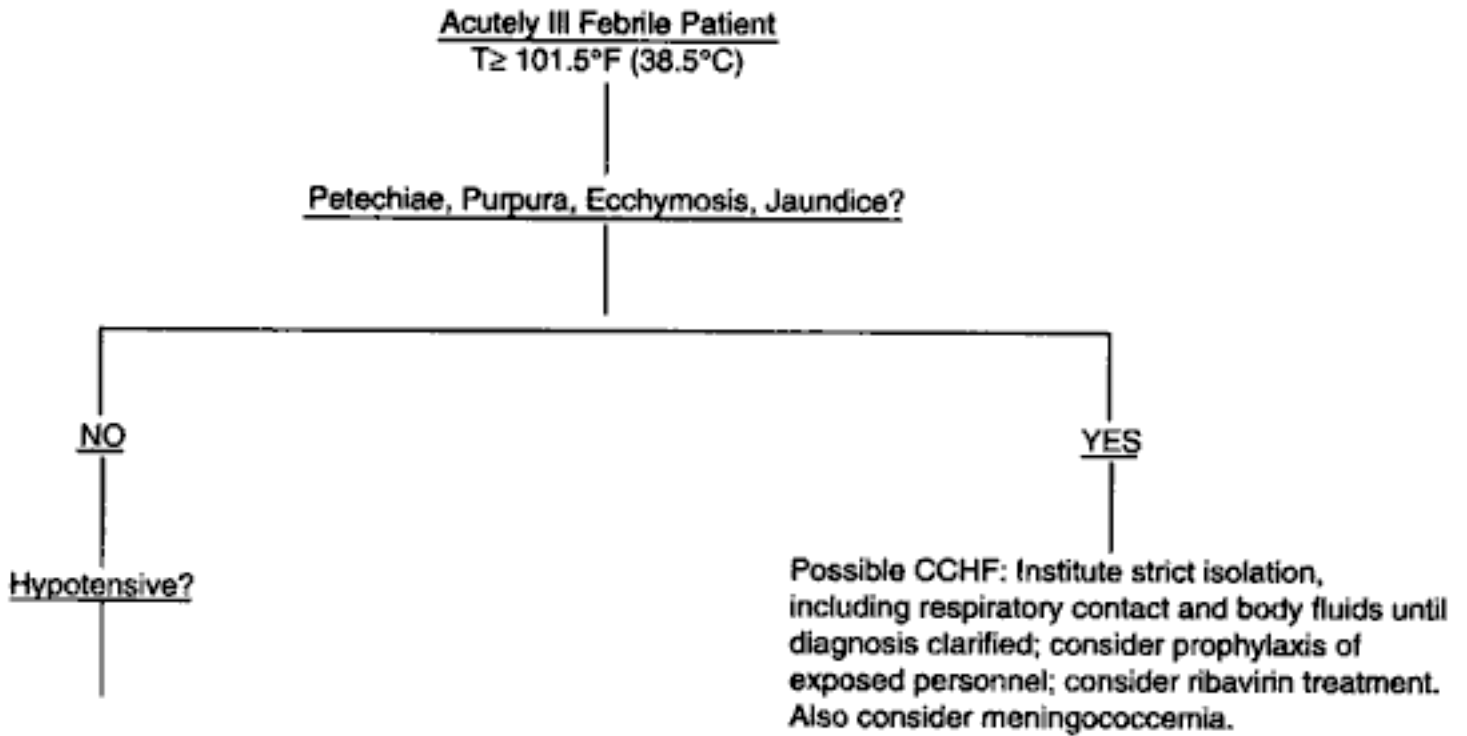 Acutely Ill Febrile Patient
T≥ 101.5°F (38.5°C)
Petechiae, Purpura, Ecchymosis, Jaundice?
NO
YES
Hypotensive?
Possible CCHF: Institute strict isolation,
including respiratory contact and body fluids until
diagnosis clarified; consider prophylaxis of
exposed personnel; consider ribavirin treatment.
Also consider meningococcemia.